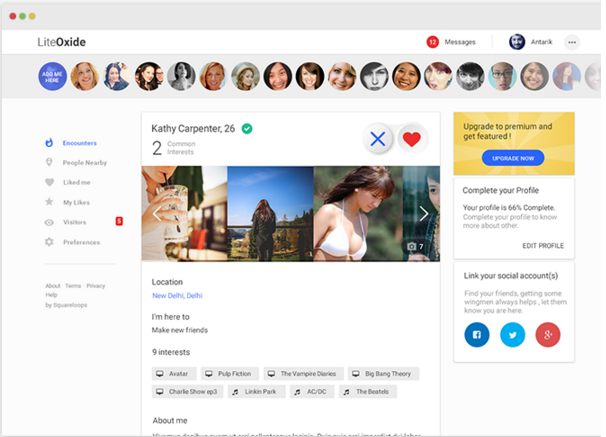 LiteOxide
12 Messages
Antarik
ADD ME
HERE
Encounters
People Nearby
Liked me
My Likes
Visitors 5
Preferences
About Terms Privacy
Help
by Squareloops
Kathy Carpenter, 26
2 Common
Interests
7
Location
New Delhi, Delhi
I'm here to
Make new friends
9 interests
Avatar Pulp Fiction The Vampire Diaries Big Bang Theory
Charlie Show ep3 Linkin Park AC/DC The Beatels
About me
Upgrade to premium and
get featured !
UPGRADE NOW
Complete your Profile
Your profile is 66% Complete.
Complete your profile to know
more about other.
EDIT PROFILE
Link your social account(s)
Find your friends, getting some
wingmen always helps , let them
know you are here.